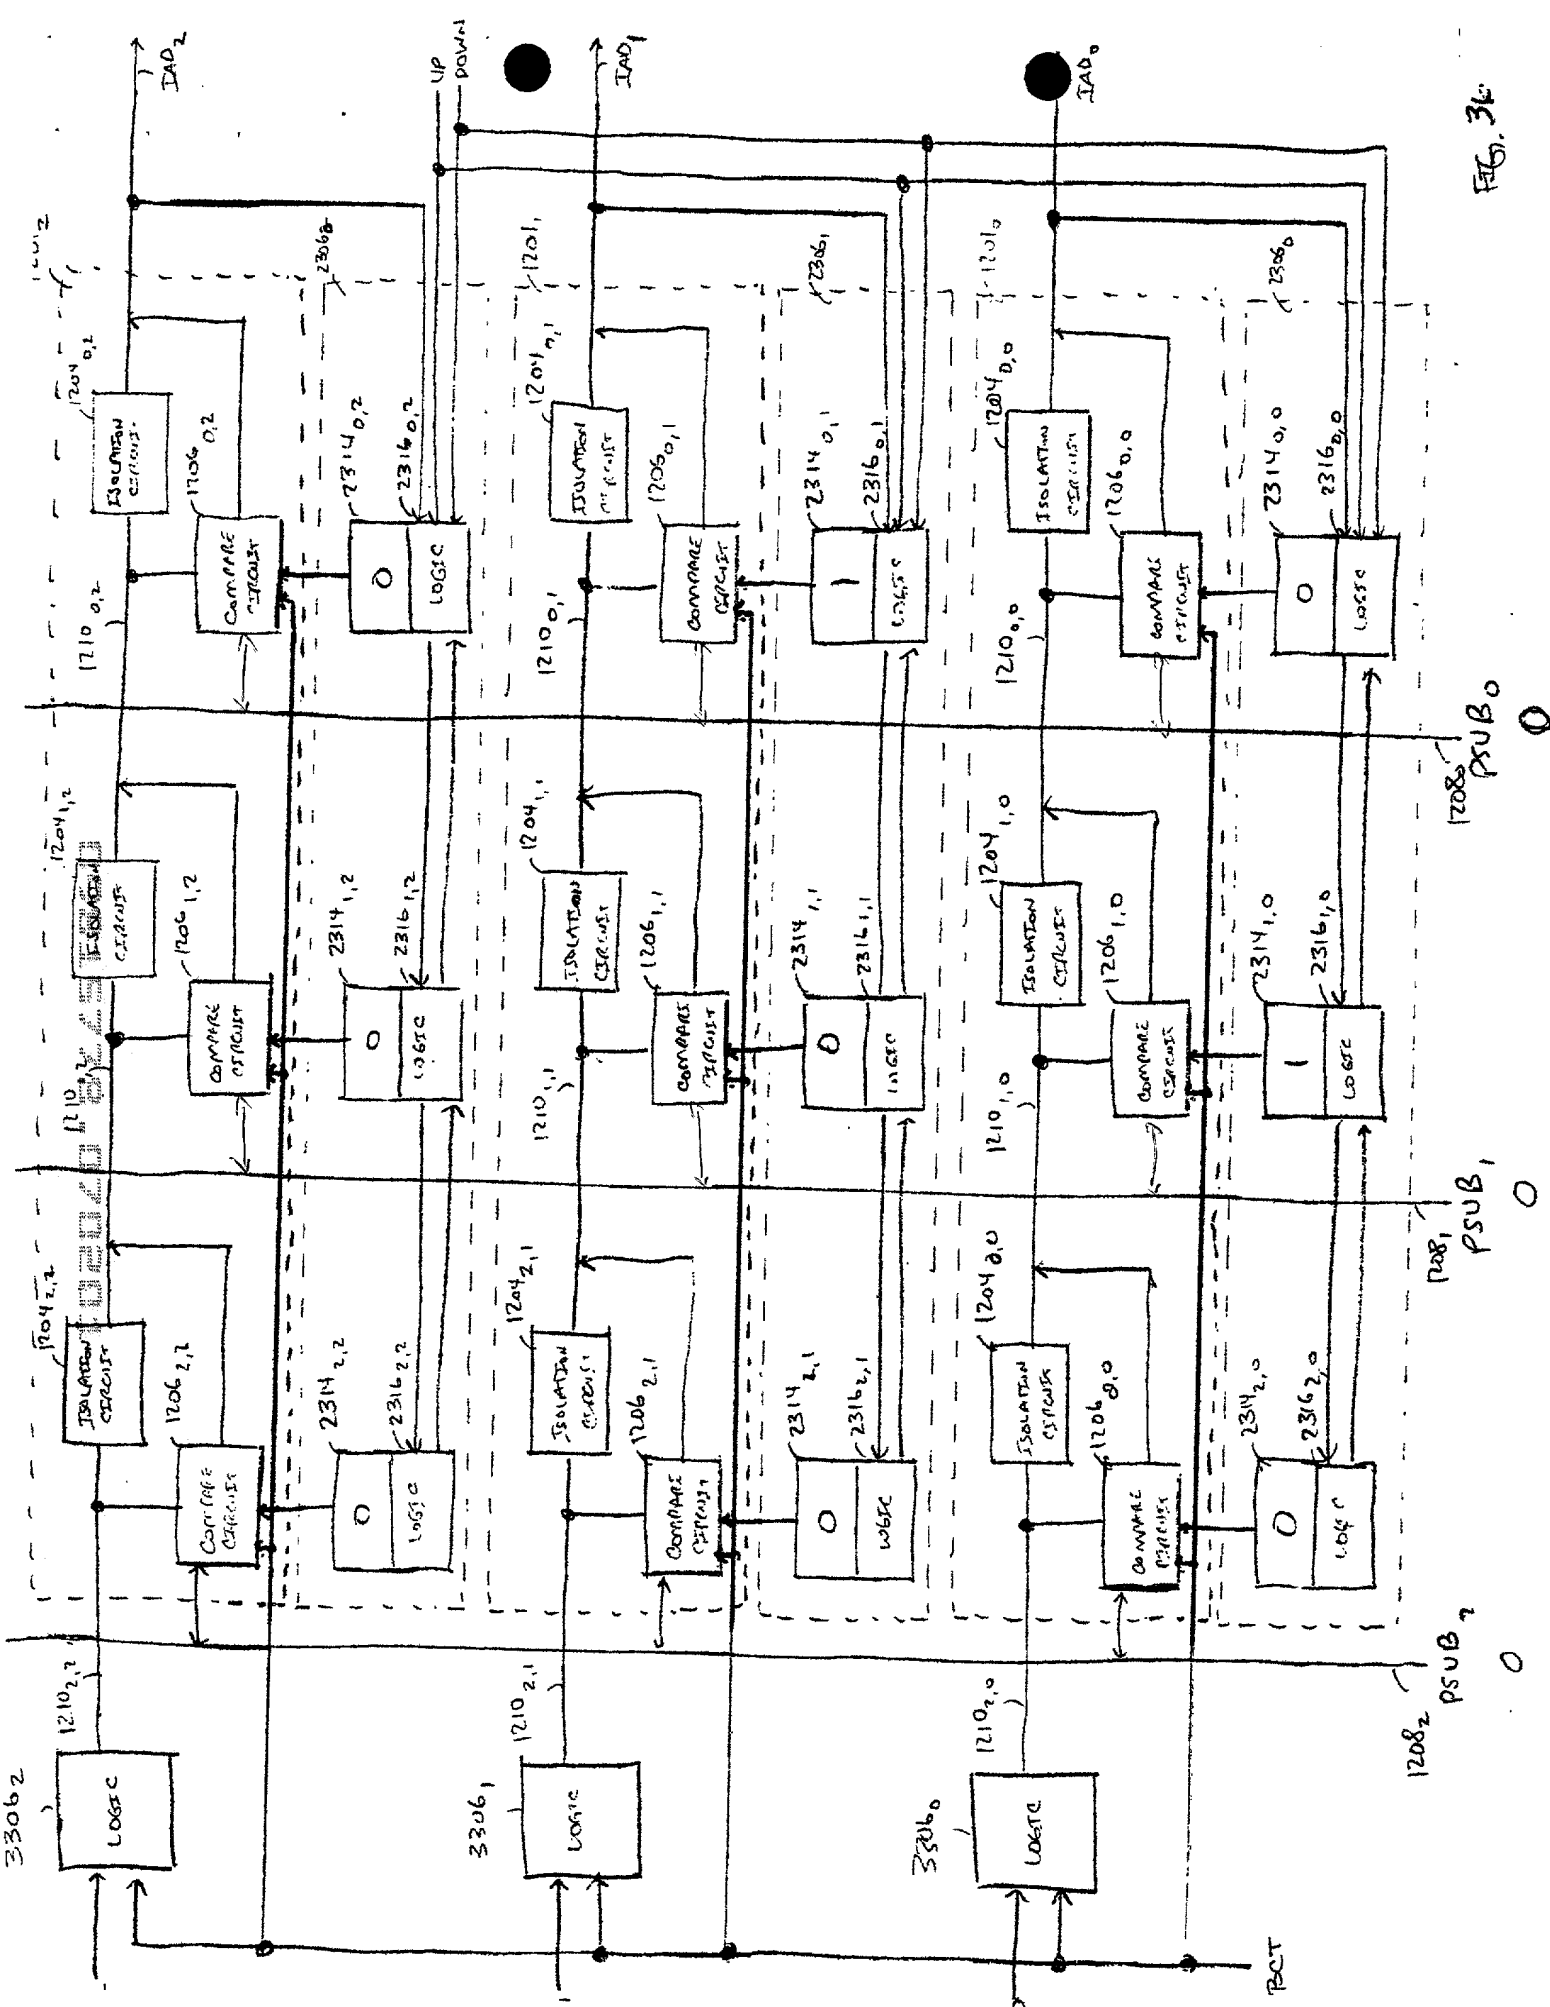 IAD2
UP
DOWN
IAD1
IAD0
FIG. 3k
1201 2
1204 0,2
ISOLATION CIRCUIT
1206 0,2
COMPARE CIRCUIT
1210 0,2
2306 2
2314 0,2
2316 0,2
0
LOGIC
1201 1
1204 0,1
ISOLATION CIRCUIT
1206 0,1
COMPARE CIRCUIT
1210 0,1
2306 1
2314 0,1
2316 0,1
1
LOGIC
1201 0
1204 0,0
ISOLATION CIRCUIT
1206 0,0
COMPARE CIRCUIT
1210 0,0
2306 0
2314 0,0
2316 0,0
0
LOGIC
1208 0
PSUB 0
0
1204 1,2
ISOLATION CIRCUIT
1206 1,2
COMPARE CIRCUIT
1210 1,2
2314 1,2
2316 1,2
0
LOGIC
1204 1,1
ISOLATION CIRCUIT
1206 1,1
COMPARE CIRCUIT
1210 1,1
2314 1,1
2316 1,1
0
LOGIC
1204 1,0
ISOLATION CIRCUIT
1206 1,0
COMPARE CIRCUIT
1210 1,0
2314 1,0
2316 1,0
1
LOGIC
1208 1
PSUB 1
0
1204 2,2
ISOLATION CIRCUIT
1206 2,2
COMPARE CIRCUIT
1210 2,2
2314 2,2
2316 2,2
0
LOGIC
1204 2,1
ISOLATION CIRCUIT
1206 2,1
COMPARE CIRCUIT
1210 2,1
2314 2,1
2316 2,1
0
LOGIC
1204 2,0
ISOLATION CIRCUIT
1206 2,0
COMPARE CIRCUIT
1210 2,0
2314 2,0
2316 2,0
0
LOGIC
1208 2
PSUB 2
0
3306 2
LOGIC
3306 1
LOGIC
1
3306 0
LOGIC
BCT